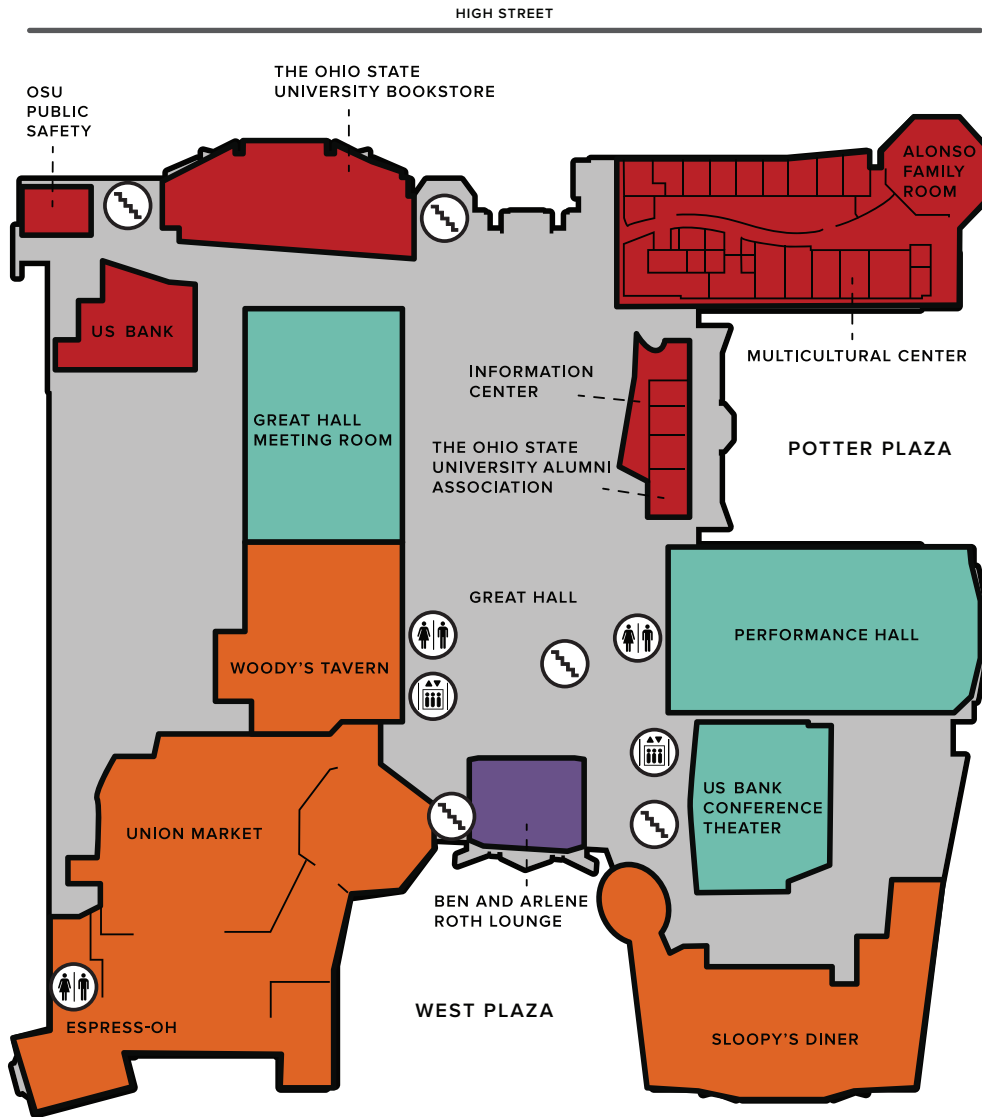 HIGH STREET
OSU
PUBLIC
SAFETY
THE OHIO STATE
UNIVERSITY BOOKSTORE
ALONSO
FAMILY
ROOM
US BANK
MULTICULTURAL CENTER
INFORMATION
CENTER
GREAT HALL
MEETING ROOM
THE OHIO STATE
UNIVERSITY ALUMNI
ASSOCIATION
POTTER PLAZA
GREAT HALL
PERFORMANCE HALL
WOODY'S TAVERN
US BANK
CONFERENCE
THEATER
UNION MARKET
BEN AND ARLENE
ROTH LOUNGE
WEST PLAZA
ESPRESS-OH
SLOOPY'S DINER